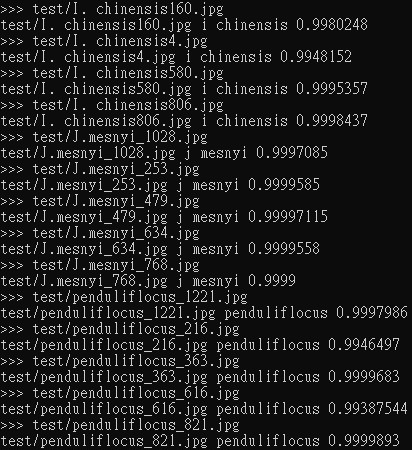 >>> test/I. chinensis160.jpg
test/I. chinensis160.jpg i chinensis 0.9980248
>>> test/I. chinensis4.jpg
test/I. chinensis4.jpg i chinensis 0.9948152
>>> test/I. chinensis580.jpg
test/I. chinensis580.jpg i chinensis 0.9995357
>>> test/I. chinensis806.jpg
test/I. chinensis806.jpg i chinensis 0.9998437
>>> test/J.mesnyi_1028.jpg
test/J.mesnyi_1028.jpg j mesnyi 0.9997085
>>> test/J.mesnyi_253.jpg
test/J.mesnyi_253.jpg j mesnyi 0.9999585
>>> test/J.mesnyi_479.jpg
test/J.mesnyi_479.jpg j mesnyi 0.99997115
>>> test/J.mesnyi_634.jpg
test/J.mesnyi_634.jpg j mesnyi 0.9999558
>>> test/J.mesnyi_768.jpg
test/J.mesnyi_768.jpg j mesnyi 0.9999
>>> test/penduliflocus_1221.jpg
test/penduliflocus_1221.jpg penduliflocus 0.9997986
>>> test/penduliflocus_216.jpg
test/penduliflocus_216.jpg penduliflocus 0.9946497
>>> test/penduliflocus_363.jpg
test/penduliflocus_363.jpg penduliflocus 0.9999683
>>> test/penduliflocus_616.jpg
test/penduliflocus_616.jpg penduliflocus 0.99387544
>>> test/penduliflocus_821.jpg
test/penduliflocus_821.jpg penduliflocus 0.9999893